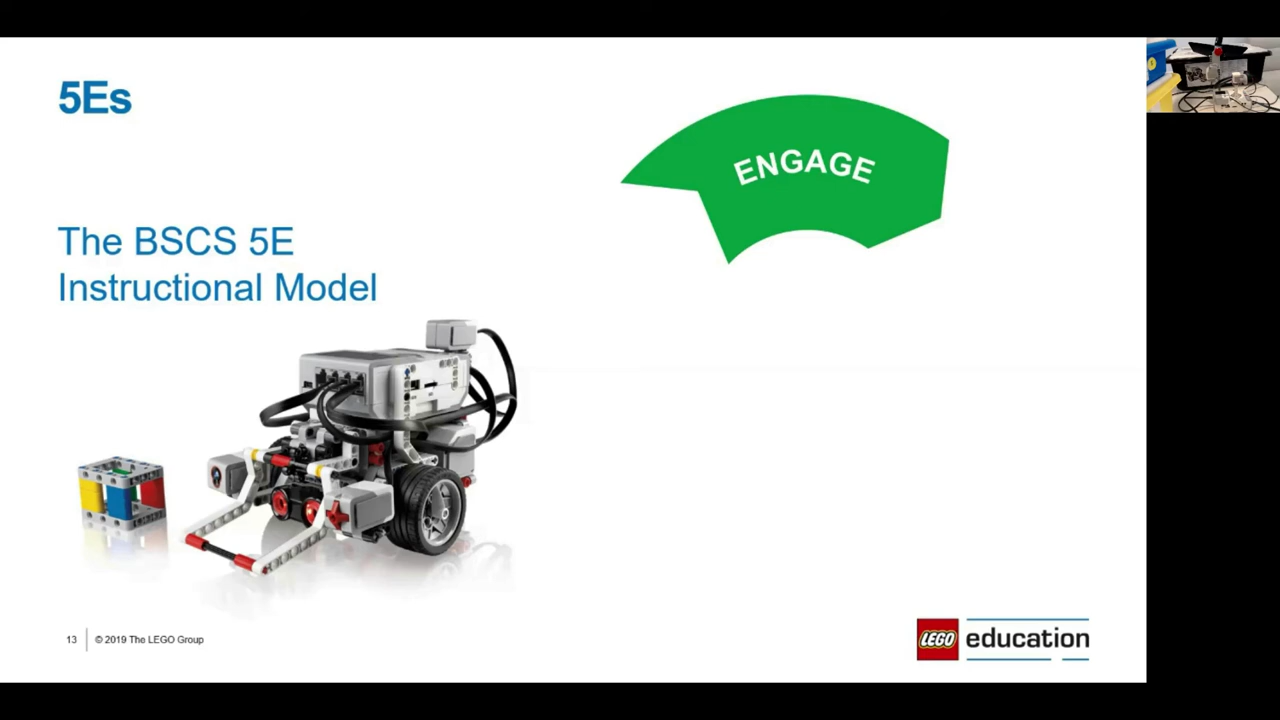 5Es
ENGAGE
The BSCS 5E
Instructional Model
13
© 2019 The LEGO Group
LEGO education